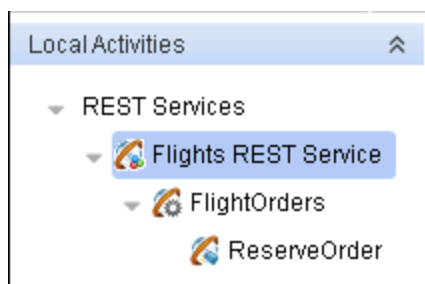 Local Activities
REST Services
Flights REST Service
FlightOrders
ReserveOrder